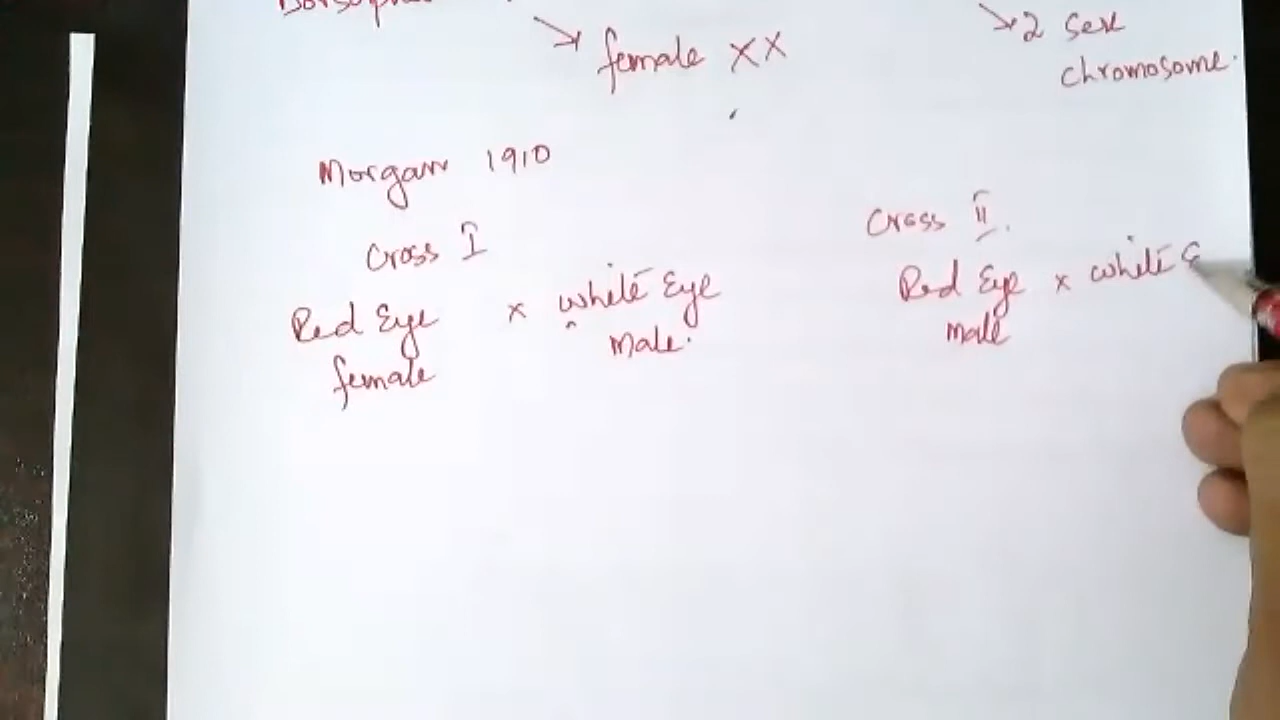 female XX
2 sex
chromosome.
Morgan 1910
Cross I
Red Eye x white Eye
female male.
Cross II.
Red Eye x white E
male